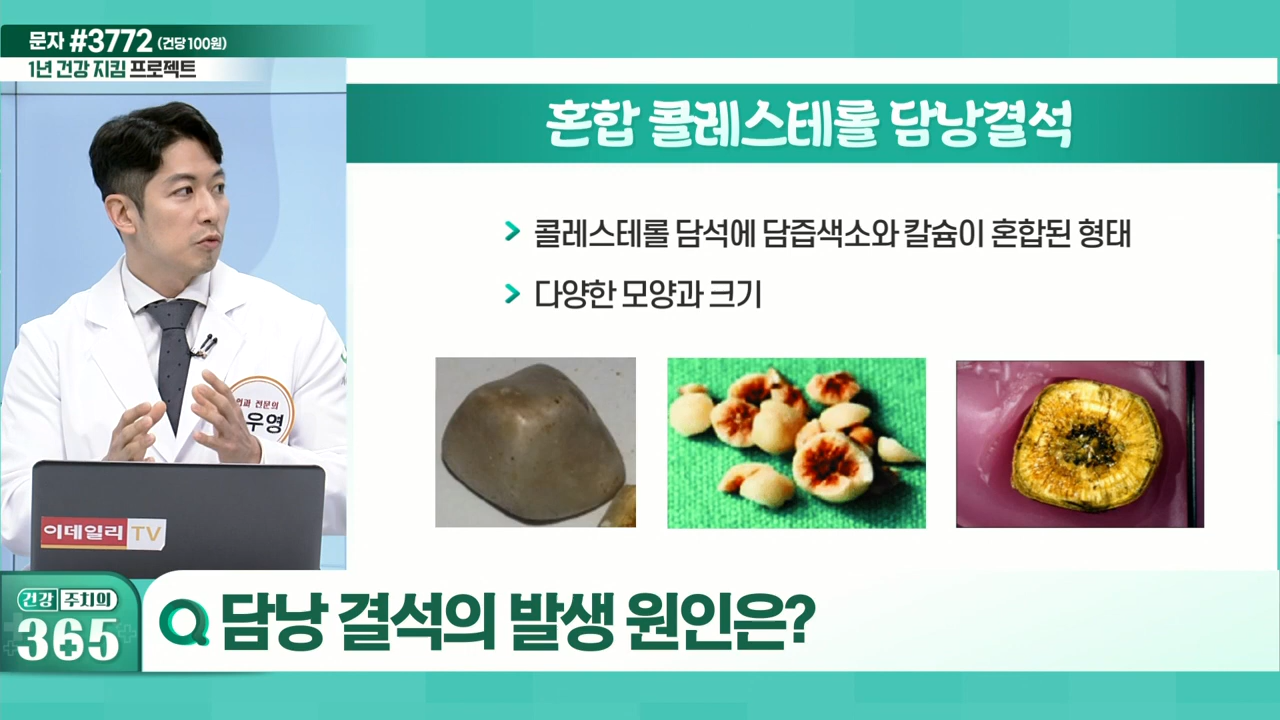 문자 #3772 (건당 100원)
1년 건강 지킴 프로젝트
혼합 콜레스테롤 담낭결석
콜레스테롤 담석에 담즙색소와 칼슘이 혼합된 형태
다양한 모양과 크기
전문의
우영
이데일리 TV
건강 주치의
365
Q 담낭 결석의 발생 원인은?